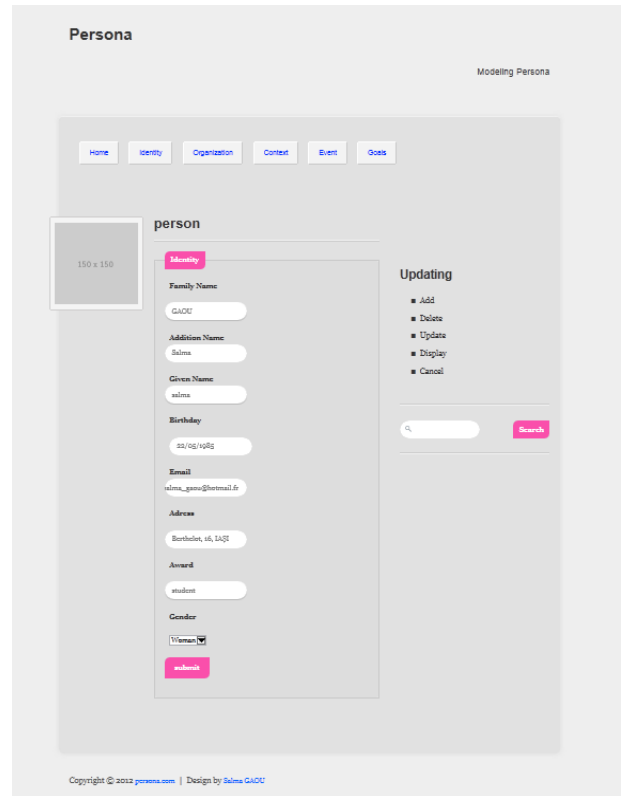 Persona
Modeling Persona
Home Identity Organization Context Event Goals
150 x 150
person
Identity
Family Name
GAOU
Addition Name
Salma
Given Name
salma
Birthday
22/05/1985
Email
salma_gaou@hotmail.fr
Adress
Berthelot, 16, IAŞI
Award
student
Gender
Woman
submit
Updating
Add
Delete
Update
Display
Cancel
Search
Copyright © 2012 persona.com | Design by Salma GAOU